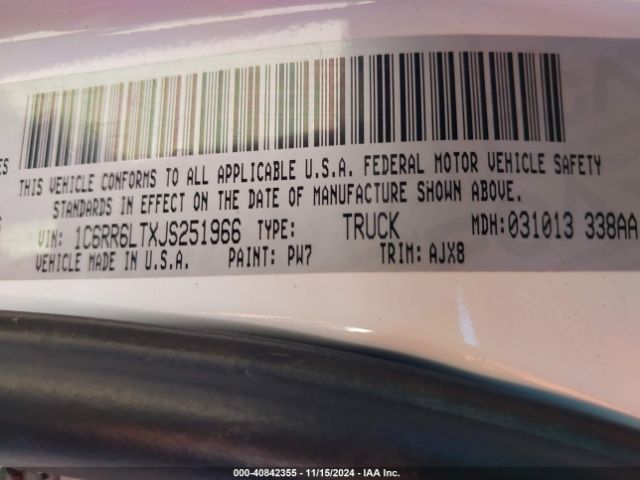 ES
THIS VEHICLE CONFORMS TO ALL APPLICABLE U.S.A. FEDERAL MOTOR VEHICLE SAFETY
STANDARDS IN EFFECT ON THE DATE OF MANUFACTURE SHOWN ABOVE.
VIN: 1C6RR6LTXJS251966 TYPE: TRUCK MDH:031013 338AA
VEHICLE MADE IN U.S.A. PAINT: PW7 TRIM: AJX8
000-40842355 - 11/15/2024 - IAA Inc.